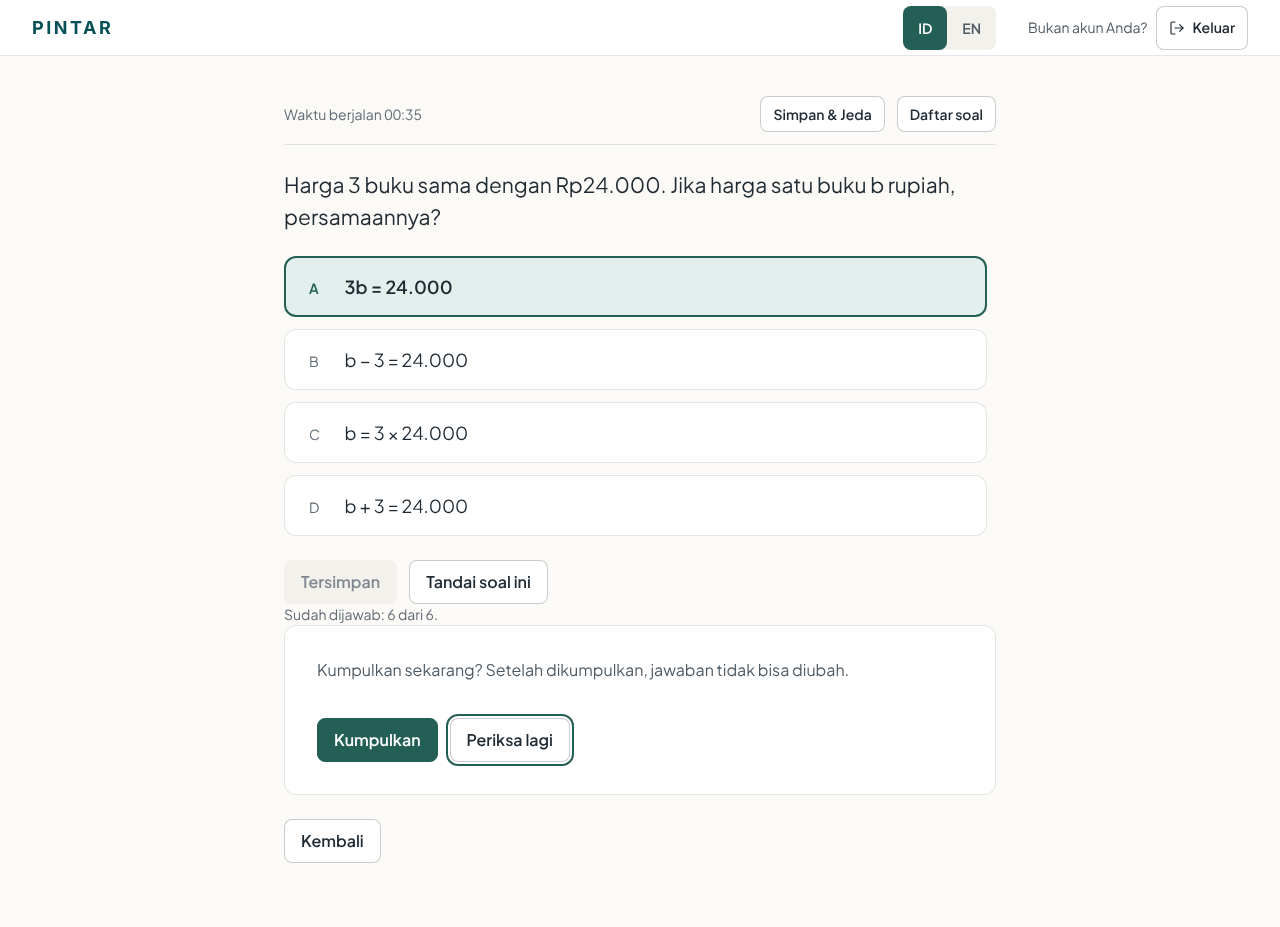 PINTAR
ID
EN
Bukan akun Anda?
Keluar
Waktu berjalan 00:35
Simpan & Jeda
Daftar soal
Harga 3 buku sama dengan Rp24.000. Jika harga satu buku b rupiah,
persamaannya?
A 3b = 24.000
B b – 3 = 24.000
C b = 3 × 24.000
D b + 3 = 24.000
Tersimpan
Tandai soal ini
Sudah dijawab: 6 dari 6.
Kumpulkan sekarang? Setelah dikumpulkan, jawaban tidak bisa diubah.
Kumpulkan
Periksa lagi
Kembali